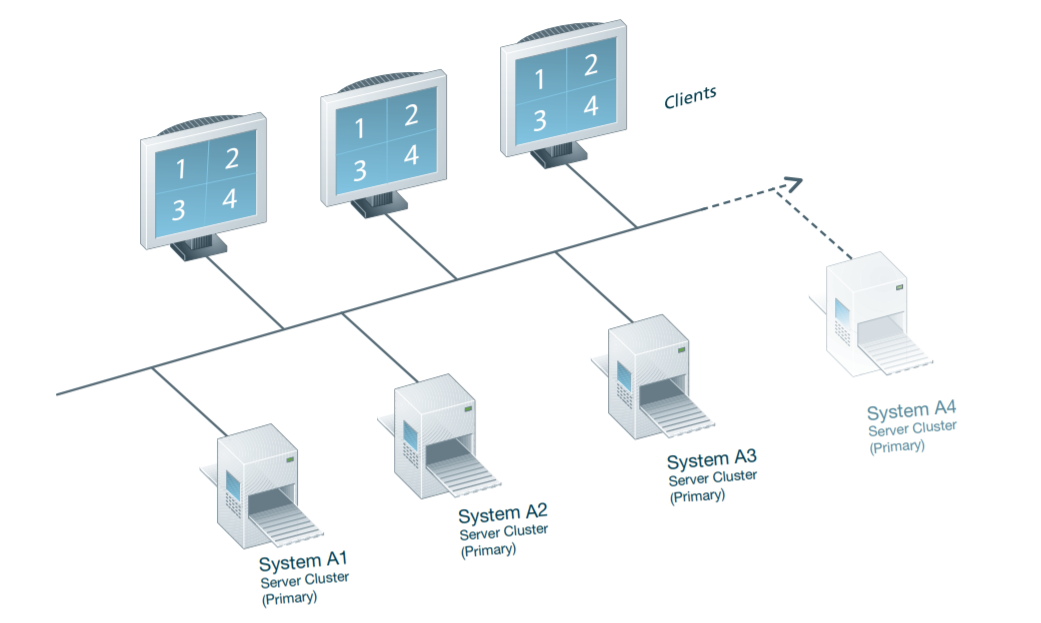 1 2
3 4
1 2
3 4
1 2
3 4
Clients
System A1
Server Cluster
(Primary)
System A2
Server Cluster
(Primary)
System A3
Server Cluster
(Primary)
System A4
Server Cluster
(Primary)